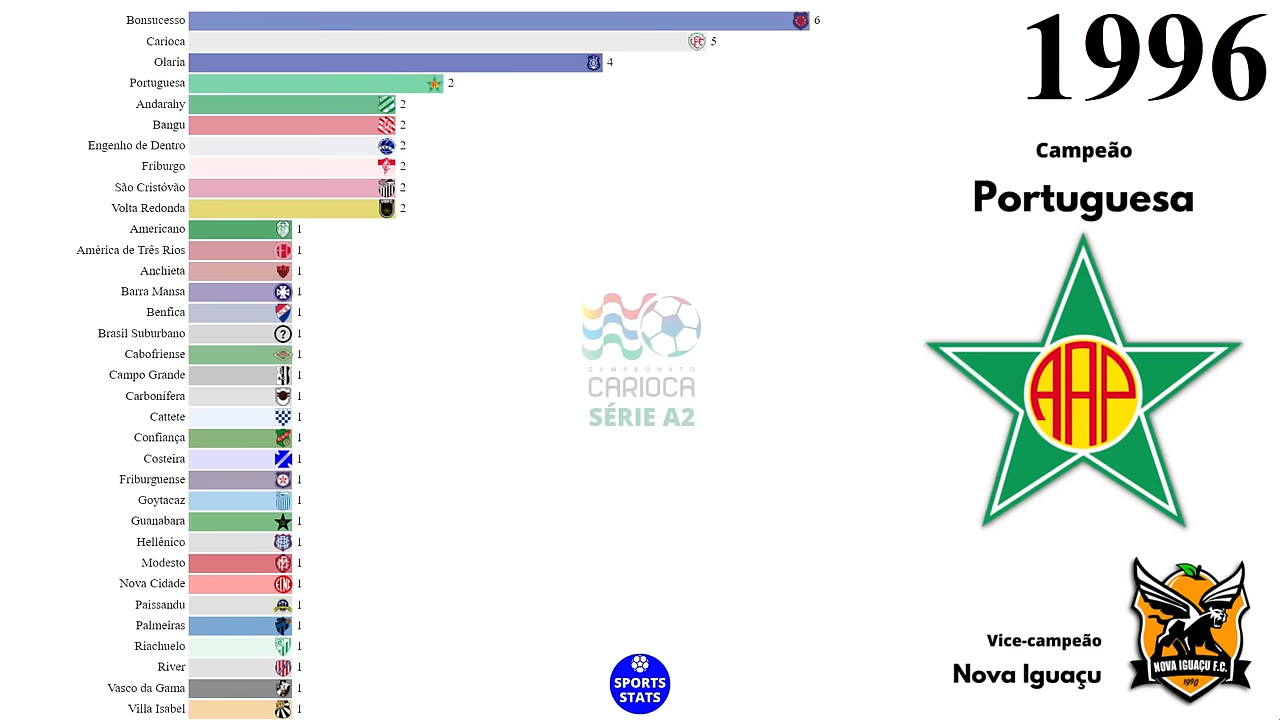 Bonsucesso 6
Carioca 5
Olaria 4
Portuguesa 2
Andarahy 2
Bangu 2
Engenho de Dentro 2
Friburgo 2
São Cristóvão 2
Volta Redonda 2
Americano 1
América de Três Rios 1
Anchieta 1
Barra Mansa 1
Benfica 1
Brasil Suburbano ? 1
Cabofriense 1
Campo Grande 1
Carbonífera 1
Cattete 1
Confiança 1
Costeira 1
Friburguense 1
Goytacaz 1
Guanabara 1
Hellênico 1
Modesto 1
Nova Cidade 1
Paissandu 1
Palmeiras 1
Riachuelo 1
River 1
Vasco da Gama 1
Villa Isabel 1
CAMPEONATO
CARIOCA
SÉRIE A2
SPORTS
STATS
1996
Campeão
Portuguesa
AAP
Vice-campeão
Nova Iguaçu
NOVA IGUAÇU F.C.
1990